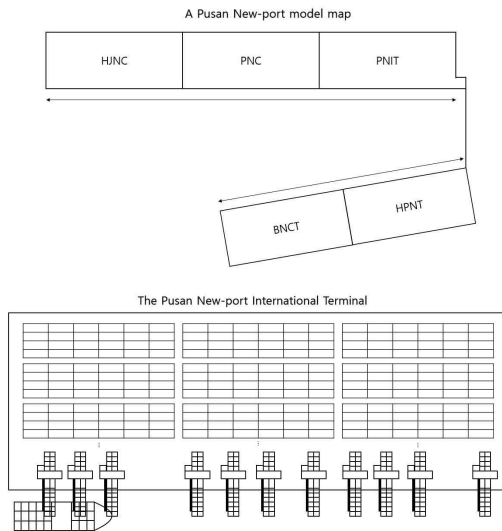 A Pusan New-port model map
HJNC
PNC
PNIT
BNCT
HPNT
The Pusan New-port International Terminal